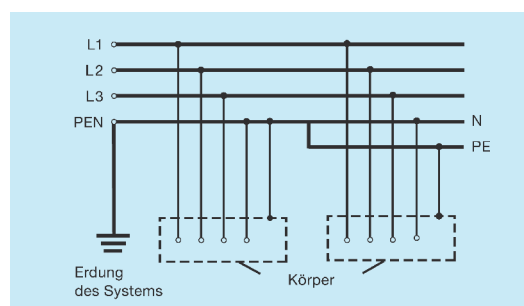 L1
L2
L3
PEN
N
PE
Erdung
des Systems
Körper